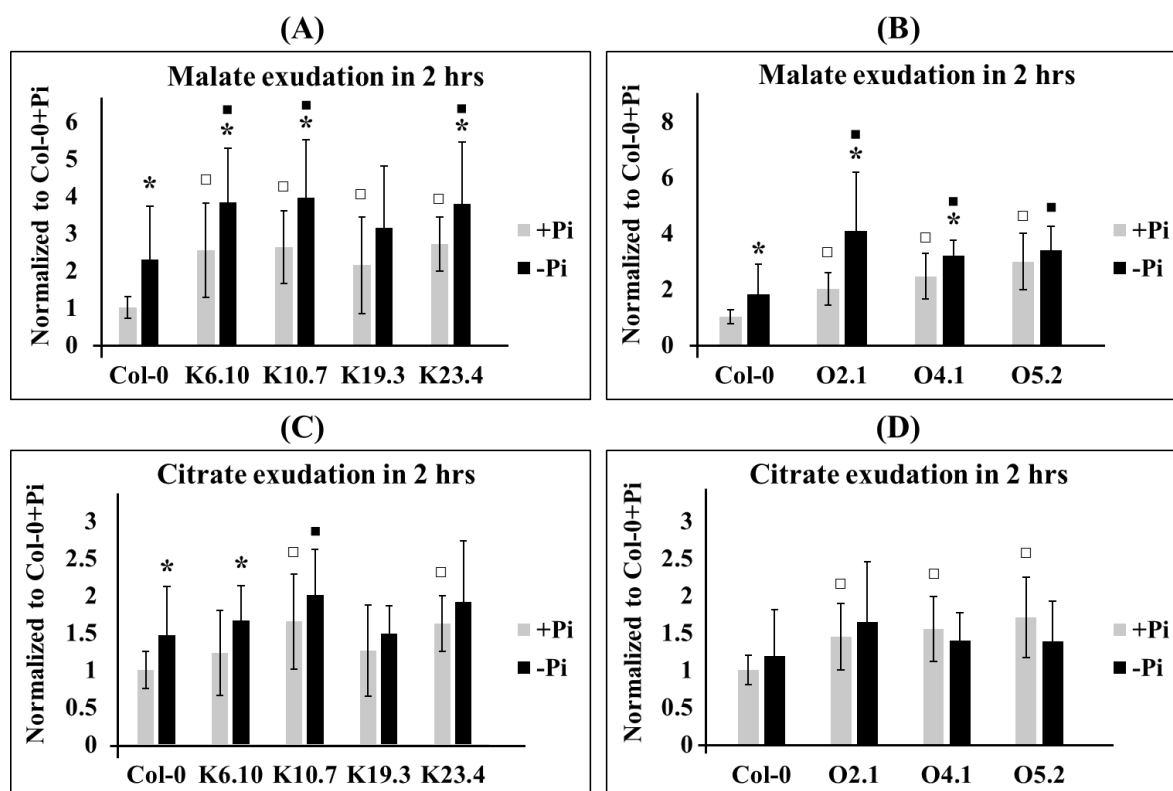 (A)
Malate exudation in 2 hrs
Normalized to Col-0+Pi
6
5
4
3
2
1
0
* * * *
+Pi
-Pi
Col-0 K6.10 K10.7 K19.3 K23.4
(B)
Malate exudation in 2 hrs
Normalized to Col-0+Pi
8
6
4
2
0
* * *
+Pi
-Pi
Col-0 O2.1 O4.1 O5.2
(C)
Citrate exudation in 2 hrs
Normalized to Col-0+Pi
3
2.5
2
1.5
1
0.5
0
* *
+Pi
-Pi
Col-0 K6.10 K10.7 K19.3 K23.4
(D)
Citrate exudation in 2 hrs
Normalized to Col-0+Pi
3
2.5
2
1.5
1
0.5
0
+Pi
-Pi
Col-0 O2.1 O4.1 O5.2